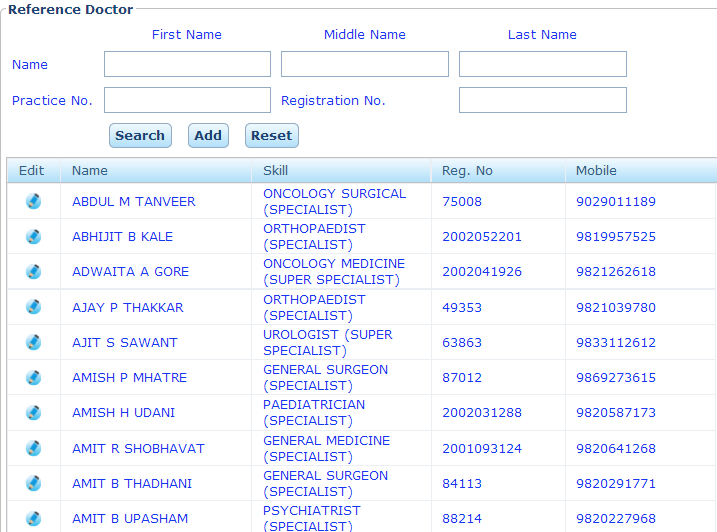 Reference Doctor
First Name Middle Name Last Name
Name
Practice No. Registration No.
Search Add Reset
Edit Name Skill Reg. No Mobile
ABDUL M TANVEER ONCOLOGY SURGICAL (SPECIALIST) 75008 9029011189
ABHIJIT B KALE ORTHOPAEDIST (SPECIALIST) 2002052201 9819957525
ADWAITA A GORE ONCOLOGY MEDICINE (SUPER SPECIALIST) 2002041926 9821262618
AJAY P THAKKAR ORTHOPAEDIST (SPECIALIST) 49353 9821039780
AJIT S SAWANT UROLOGIST (SUPER SPECIALIST) 63863 9833112612
AMISH P MHATRE GENERAL SURGEON (SPECIALIST) 87012 9869273615
AMISH H UDANI PAEDIATRICIAN (SPECIALIST) 2002031288 9820587173
AMIT R SHOBHAVAT GENERAL MEDICINE (SPECIALIST) 2001093124 9820641268
AMIT B THADHANI GENERAL SURGEON (SPECIALIST) 84113 9820291771
AMIT B UPASHAM PSYCHIATRIST (SPECIALIST) 88214 9820227968